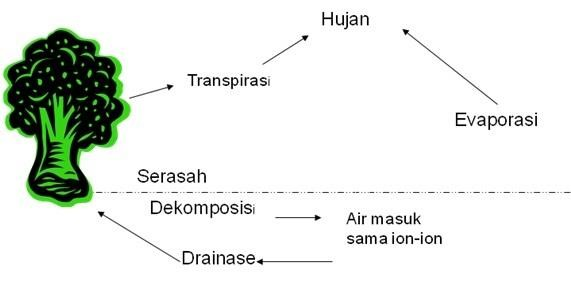 Hujan
Transpirasi
Evaporasi
Serasah
Dekomposisi
Air masuk
sama ion-ion
Drainase